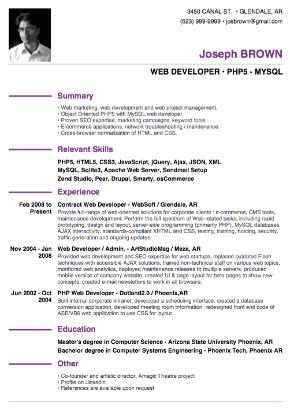 3450 CANAL ST. • GLENDALE, AR
(623) 999-9999 • josbrown@gmail.com
Joseph BROWN
WEB DEVELOPER • PHP5 - MYSQL
Summary
• Web marketing, web development and web project management.
• Object Oriented PHP5 with MySQL web developer.
• Proven SEO expertise, marketing campaigns, keyword tools.
• E-commerce applications, network troubleshooting / maintenance.
• Cross-browser normalization of HTML and CSS.
Relevant Skills
PHP5, HTML5, CSS3, JavaScript, jQuery, Ajax, JSON, XML
MySQL, Sqlite3, Apache Web Server, Sendmail Setup
Zend Studio, Pear, Drupal, Smarty, osCommerce
Experience
Feb 2008 to Present
Contract Web Developer - WebSoft / Glendale, AR
Provide full-range of web-oriented solutions for corporate clients : e-commerce, CMS tools,
maintenance development. Perform the full spectrum of Web-related tasks, including rapid
prototyping, design and layout, server-side programming (primarily PHP), MySQL databases,
AJAX interactivity, standards-compliant XHTML and CSS, testing, training, hosting, security,
traffic generation and ongoing updates.
Nov 2004 - Jan 2008
Web Developer / Admin. - ArtStudioMag / Meza, AR
Provided web development and SEO expertise for web startups, replaced outdated Flash
techniques with accessible AJAX solutions, trained non-technical staff on various web tools,
monitored web analytics, deployed maintenance releases to multiple servers, produced
mobile version of company website, created UI & page layout for beta pages to show new
concepts, created e-mail newsletters to work in all browsers.
Jun 2002 - Oct 2004
PHP Web Developer - Dotland2.0 / Phoenix, AR
Built internal corporate intranet, developed a scheduling interface, created a database
conversion application, developed meeting room information, redesigned front end code of
ASP/VB6 web application to use CSS for layout.
Education
Master's degree in Computer Science - Arizona State University Phoenix, AR
Bachelor degree in Computer Systems Engineering - Phoenix Tech, Phoenix, AR
Other
• Co-founder and artistic director, Amagic Theatre project
• Profile on LinkedIn
• References are available upon request